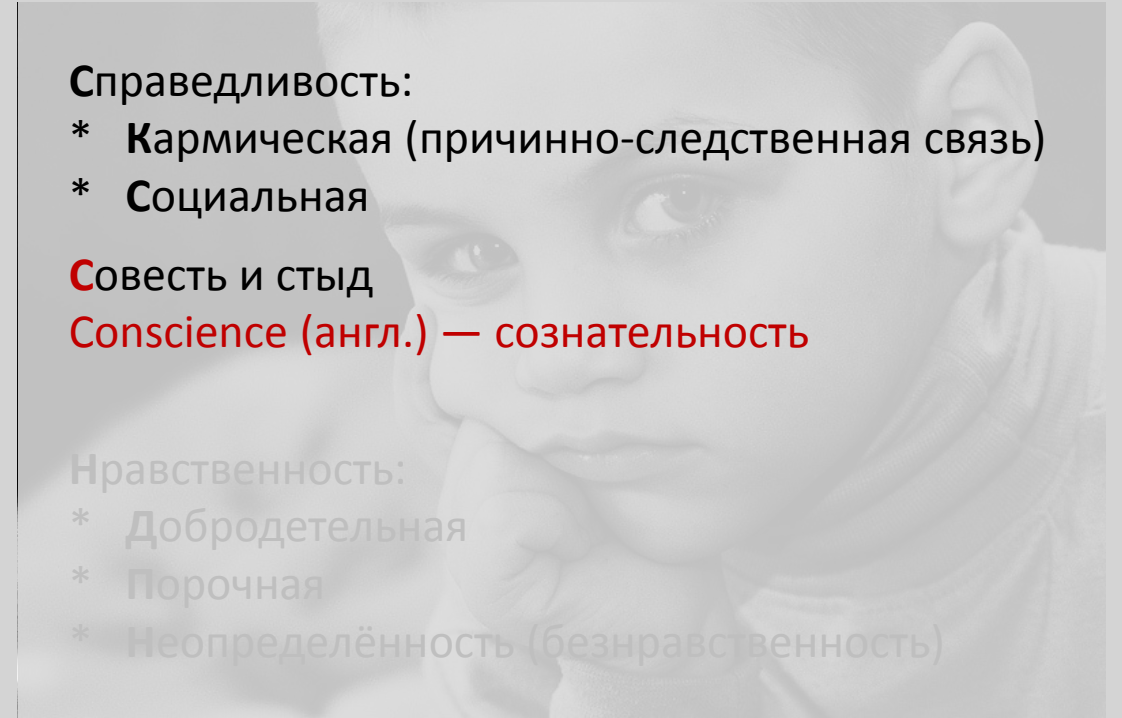 Справедливость:
* Кармическая (причинно-следственная связь)
* Социальная
Совесть и стыд
Conscience (англ.) — сознательность
Нравственность:
* Добродетельная
* Порочная
* Неопределённость (безнравственность)